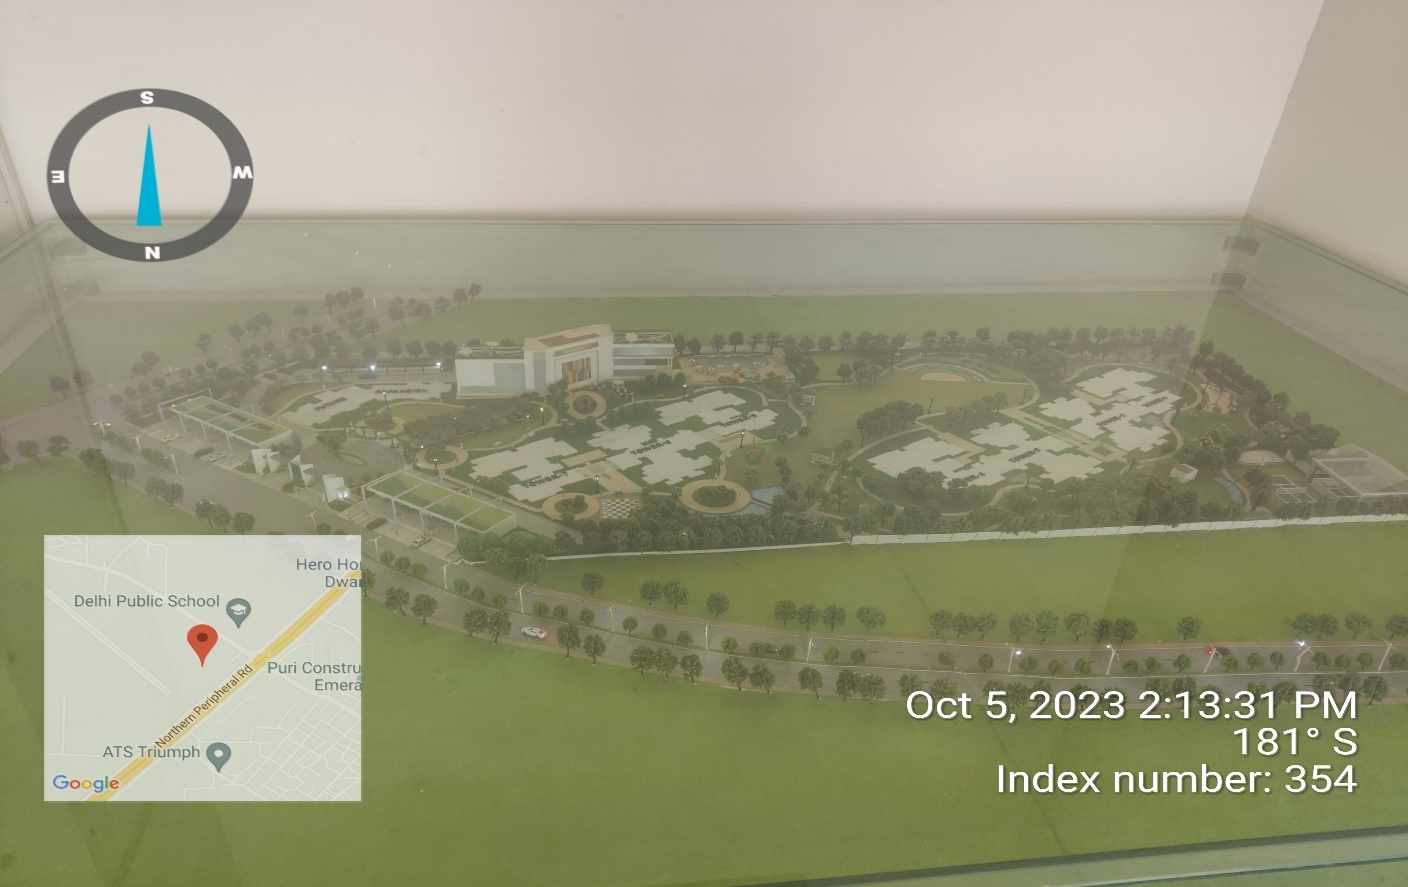 S
E
W
N
Hero Ho
Dwar
Delhi Public School
Puri Constru
Emera
Northern Peripheral Rd
ATS Triumph
Google
Oct 5, 2023 2:13:31 PM
181° S
Index number: 354